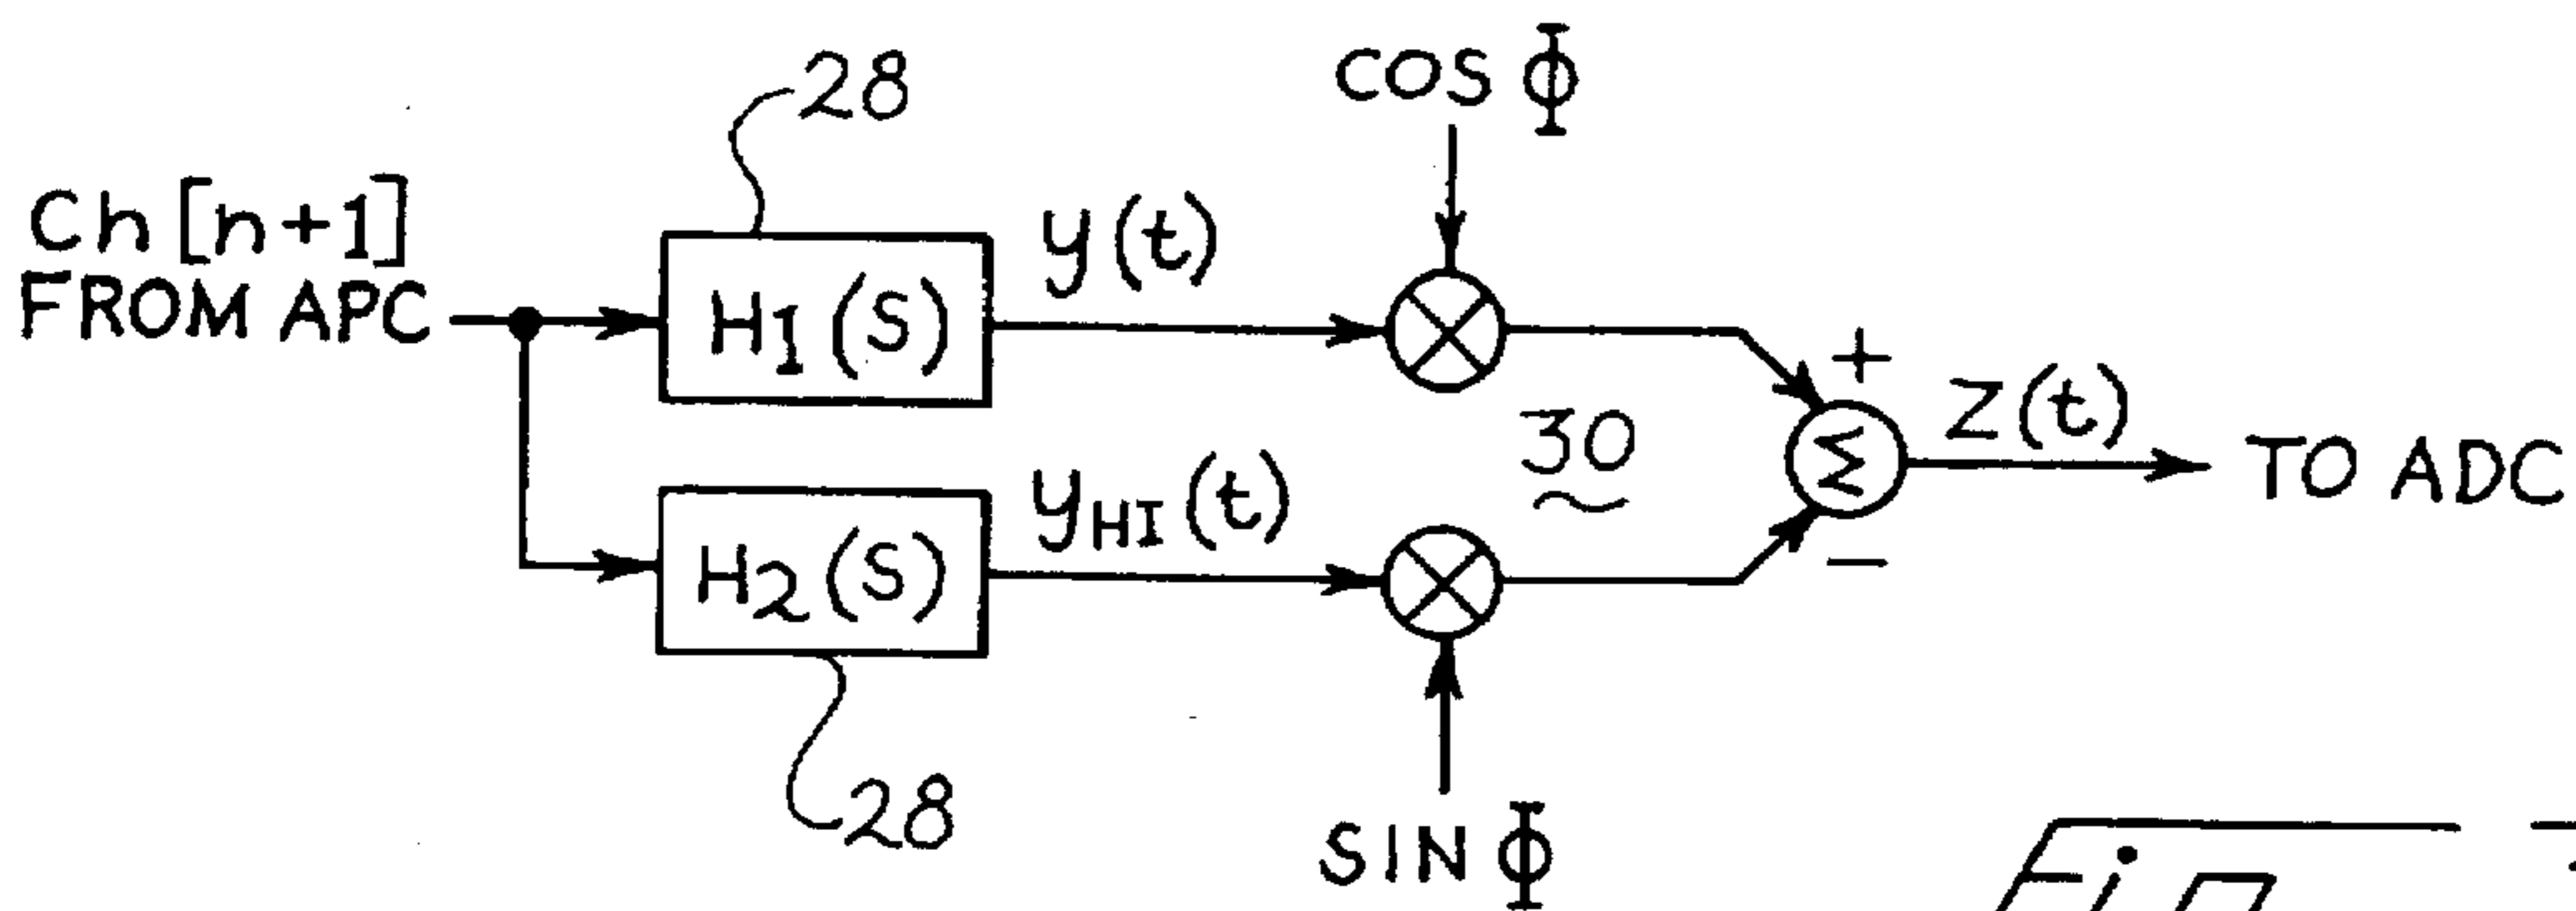 28
COS Φ
Ch [n+1]
FROM APC
H1(S)
y(t)
+
30
Z(t)
Σ
TO ADC
H2(S)
yHI(t)
−
28
SIN Φ